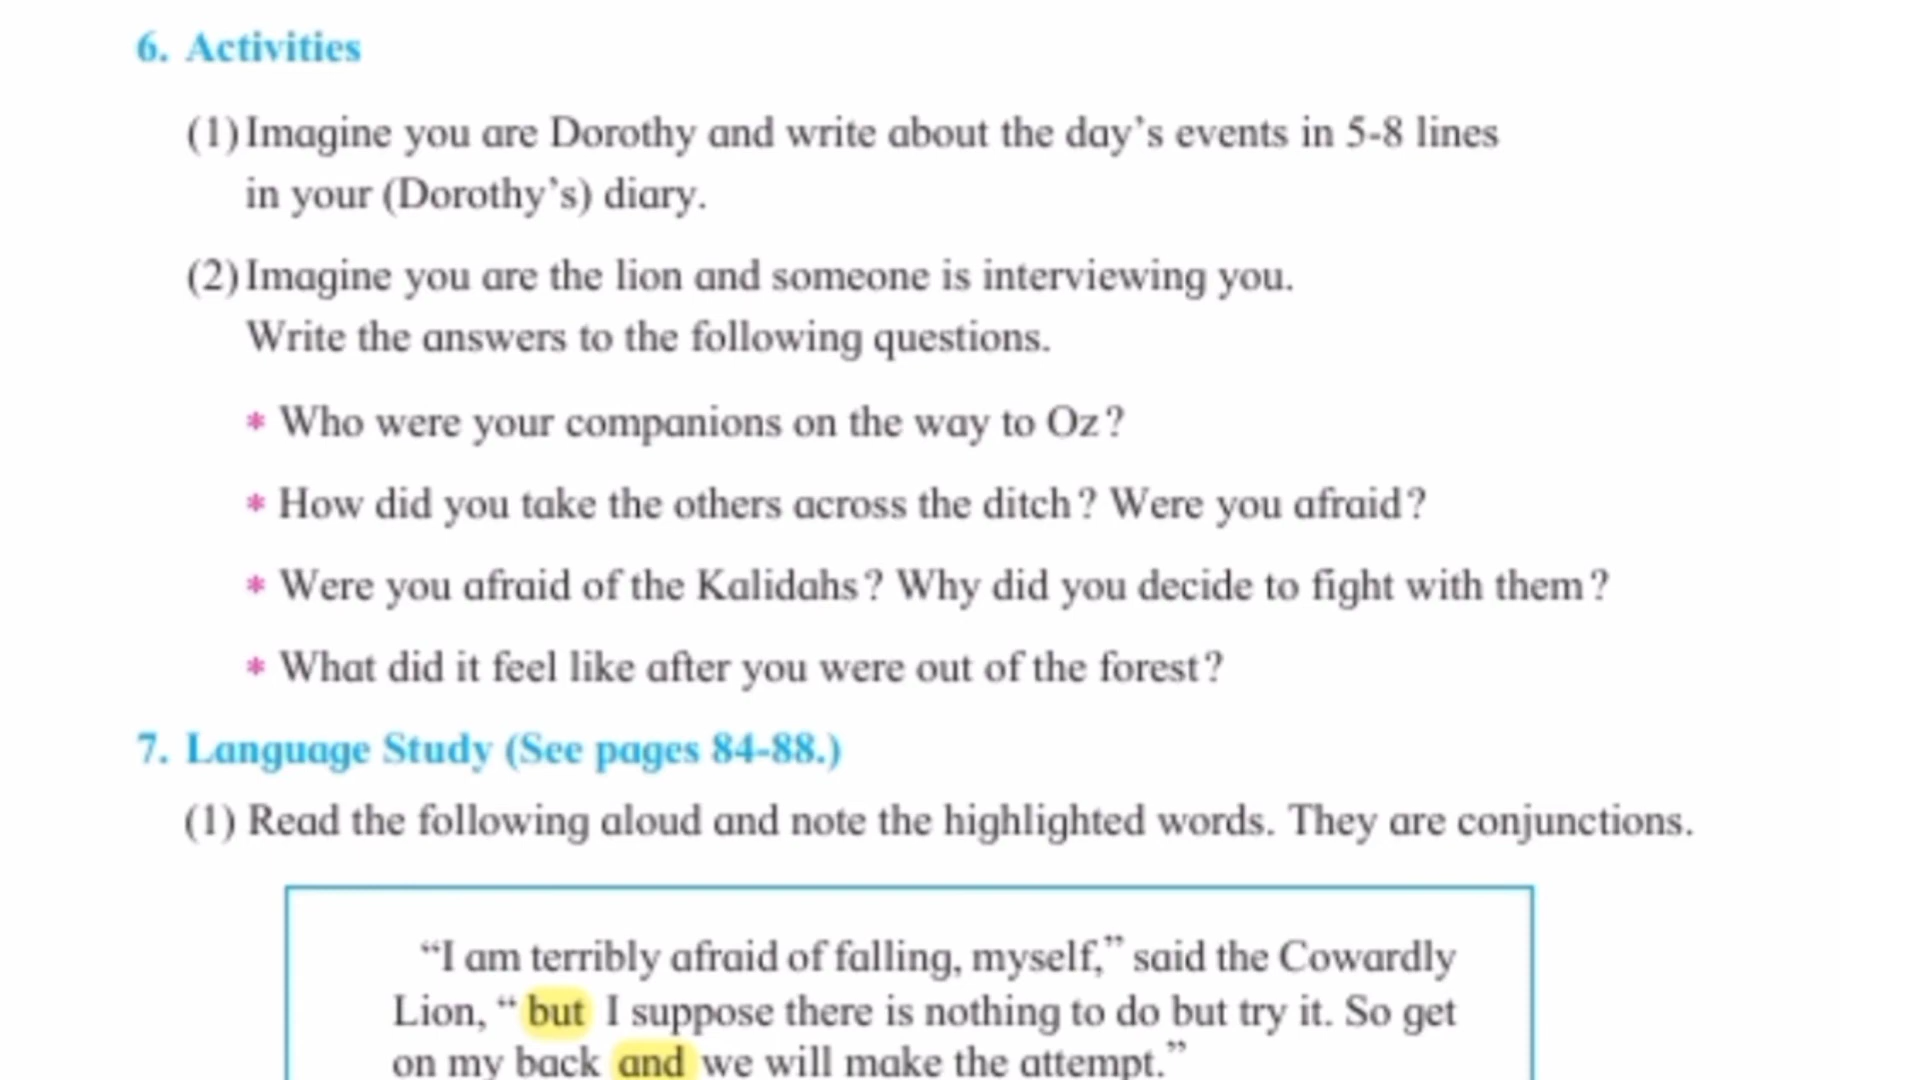 6. Activities
(1) Imagine you are Dorothy and write about the day’s events in 5-8 lines
in your (Dorothy’s) diary.
(2) Imagine you are the lion and someone is interviewing you.
Write the answers to the following questions.
* Who were your companions on the way to Oz?
* How did you take the others across the ditch? Were you afraid?
* Were you afraid of the Kalidahs? Why did you decide to fight with them?
* What did it feel like after you were out of the forest?
7. Language Study (See pages 84-88.)
(1) Read the following aloud and note the highlighted words. They are conjunctions.
“I am terribly afraid of falling, myself,” said the Cowardly
Lion, “ but I suppose there is nothing to do but try it. So get
on my back and we will make the attempt.”